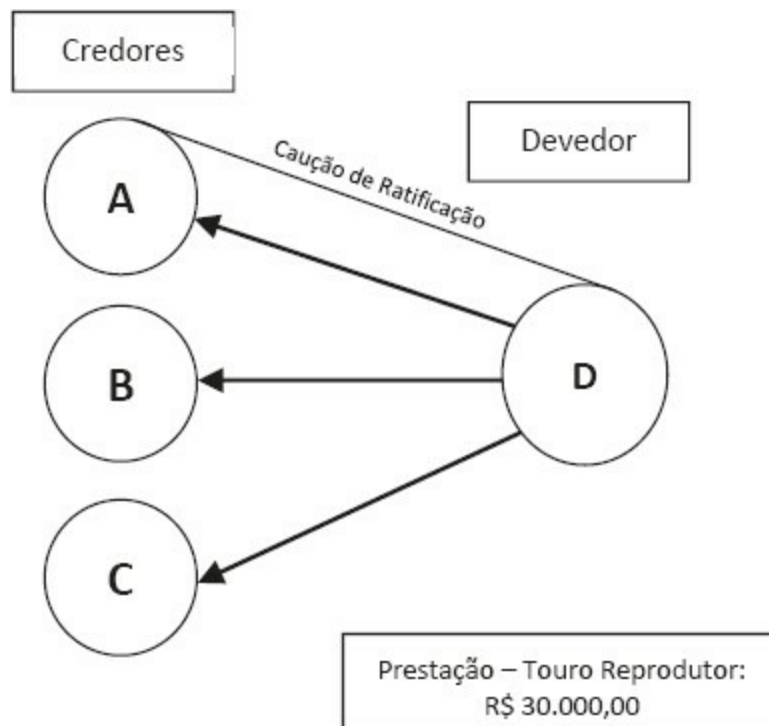 Credores
Devedor
Caução de Ratificação
A
B
D
C
Prestação – Touro Reprodutor:
R$ 30.000,00